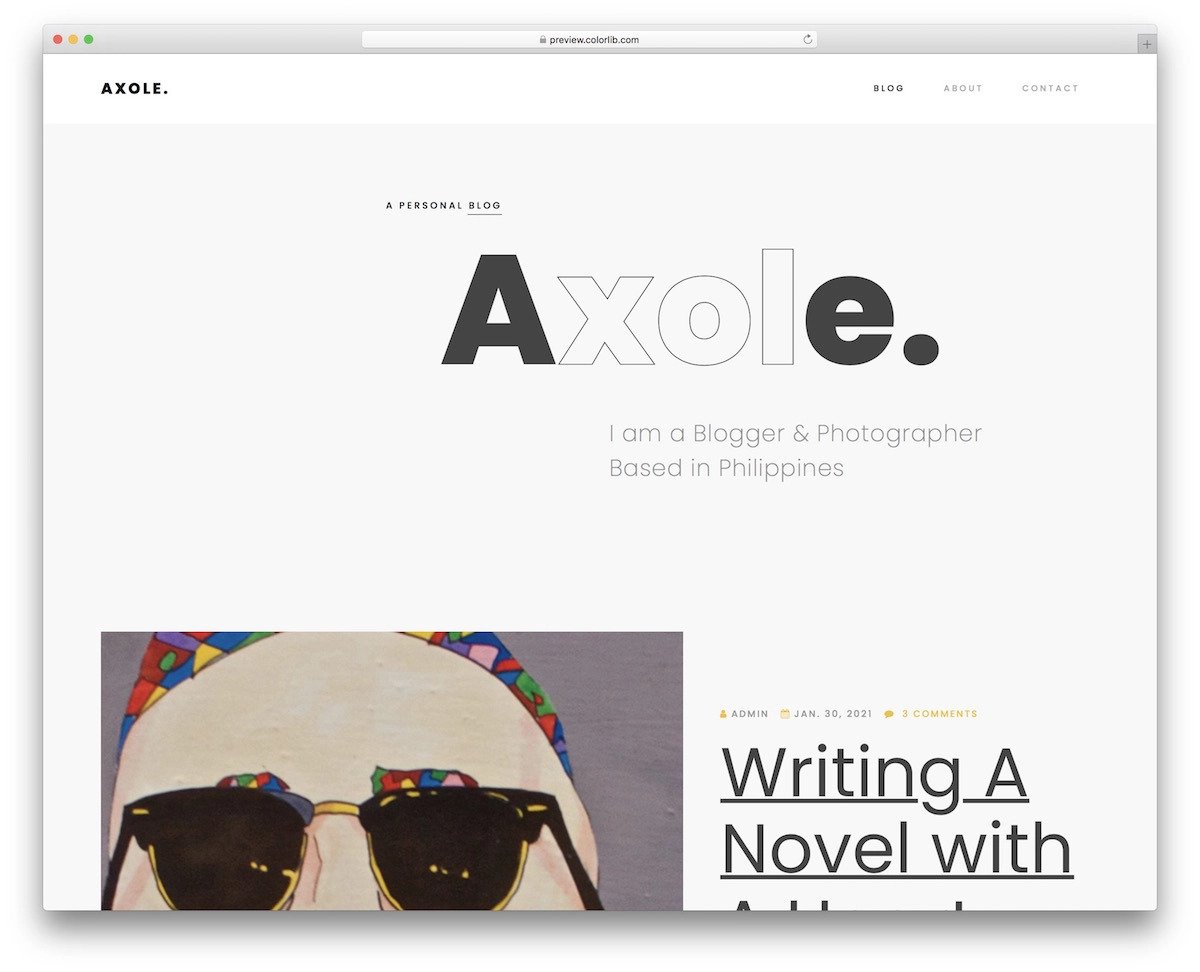 preview.colorlib.com
AXOLE.
BLOG ABOUT CONTACT
A PERSONAL BLOG
Axole.
I am a Blogger & Photographer
Based in Philippines
ADMIN JAN. 30, 2021 3 COMMENTS
Writing A
Novel with